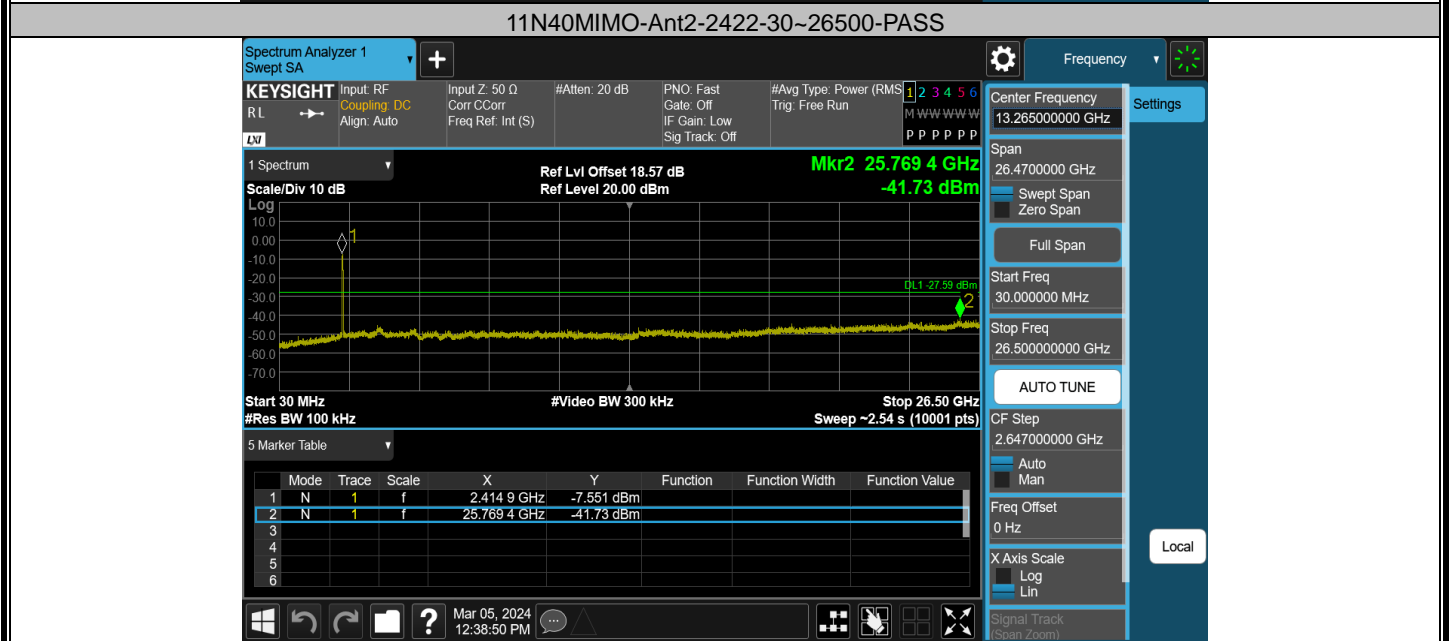 11N40MIMO-Ant2-2422-30~26500-PASS
Spectrum Analyzer 1
Swept SA
+
Frequency
KEYSIGHT
RL
LXI
Input: RF
Coupling: DC
Align: Auto
Input Z: 50 Ω
Corr CCorr
Freq Ref: Int (S)
#Atten: 20 dB
PNO: Fast
Gate: Off
IF Gain: Low
Sig Track: Off
#Avg Type: Power (RMS
Trig: Free Run
1 2 3 4 5 6
M W W W W W
P P P P P P
1 Spectrum
Scale/Div 10 dB
Ref Lvl Offset 18.57 dB
Ref Level 20.00 dBm
Mkr2 25.769 4 GHz
-41.73 dBm
Log
10.0
0.00
-10.0
-20.0
-30.0
-40.0
-50.0
-60.0
-70.0
1
DL1 -27.59 dBm
2
Start 30 MHz
#Res BW 100 kHz
#Video BW 300 kHz
Stop 26.50 GHz
Sweep ~2.54 s (10001 pts)
5 Marker Table
Mode Trace Scale X Y Function Function Width Function Value
1 N 1 f 2.414 9 GHz -7.551 dBm
2 N 1 f 25.769 4 GHz -41.73 dBm
3
4
5
6
Center Frequency
13.265000000 GHz
Settings
Span
26.4700000 GHz
Swept Span
Zero Span
Full Span
Start Freq
30.000000 MHz
Stop Freq
26.500000000 GHz
AUTO TUNE
CF Step
2.647000000 GHz
Auto
Man
Freq Offset
0 Hz
X Axis Scale
Log
Lin
Signal Track
(Span Zoom)
Local
?
Mar 05, 2024
12:38:50 PM